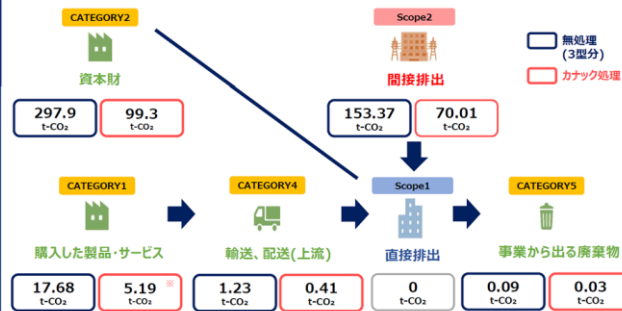 CATEGORY2
資本財
297.9
t-CO₂
99.3
t-CO₂
Scope2
間接排出
153.37
t-CO₂
70.01
t-CO₂
無処理
(3型分)
カナック処理
CATEGORY1
購入した製品・サービス
17.68
t-CO₂
5.19 ※
t-CO₂
CATEGORY4
輸送、配送(上流)
1.23
t-CO₂
0.41
t-CO₂
Scope1
直接排出
0
t-CO₂
CATEGORY5
事業から出る廃棄物
0.09
t-CO₂
0.03
t-CO₂